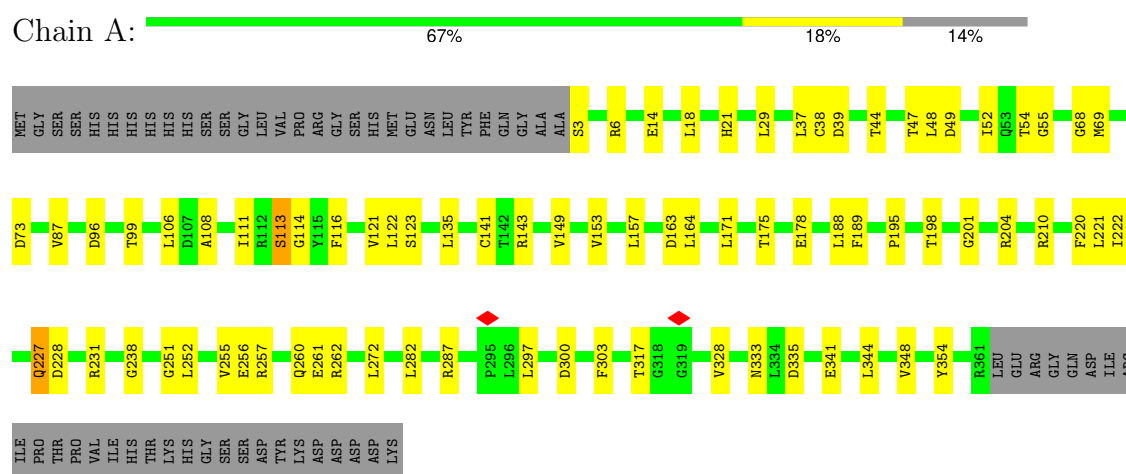 Chain A:
67% 18% 14%
MET GLY SER SER HIS HIS HIS HIS HIS HIS SER SER GLY LEU VAL PRO ARG GLY SER HIS MET GLU ASN LEU TYR PHE GLN GLY ALA ALA S3 R6 E14 L18 H21 L29 L37 C38 D39 T44 T47 L48 D49 I52 Q53 T54 G55 G68 M69
D73 V87 D96 T99 L106 D107 A108 I111 R112 S113 G114 Y115 F116 V121 L122 S123 L135 C141 T142 R143 V149 V153 L157 D163 L164 L171 T175 E178 L188 F189 P195 T198 G201 R204 R210 F220 L221 I222
Q227 D228 R231 G238 G251 L252 V255 E256 R257 Q260 E261 R262 L272 L282 R287 P295 L296 L297 D300 F303 T317 G318 G319 V328 N333 L334 D335 E341 L344 V348 Y354 R361 LEU GLU ARG GLY GLN ASP ILE
ILE PRO THR PRO VAL ILE HIS THR LYS HIS GLY SER SER ASP TYR LYS ASP ASP ASP ASP LYS